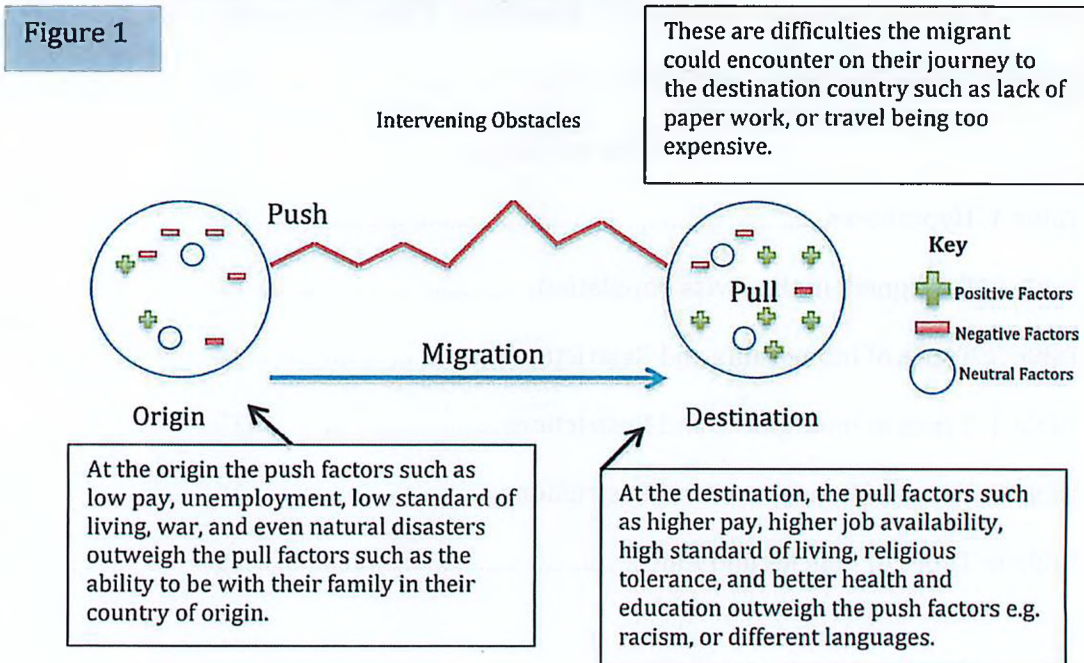 Figure 1
These are difficulties the migrant
could encounter on their journey to
the destination country such as lack of
paper work, or travel being too
expensive.
Intervening Obstacles
Push
Pull
Key
Positive Factors
Negative Factors
Neutral Factors
Migration
Origin
Destination
At the origin the push factors such as
low pay, unemployment, low standard of
living, war, and even natural disasters
outweigh the pull factors such as the
ability to be with their family in their
country of origin.
At the destination, the pull factors such
as higher pay, higher job availability,
high standard of living, religious
tolerance, and better health and
education outweigh the push factors e.g.
racism, or different languages.